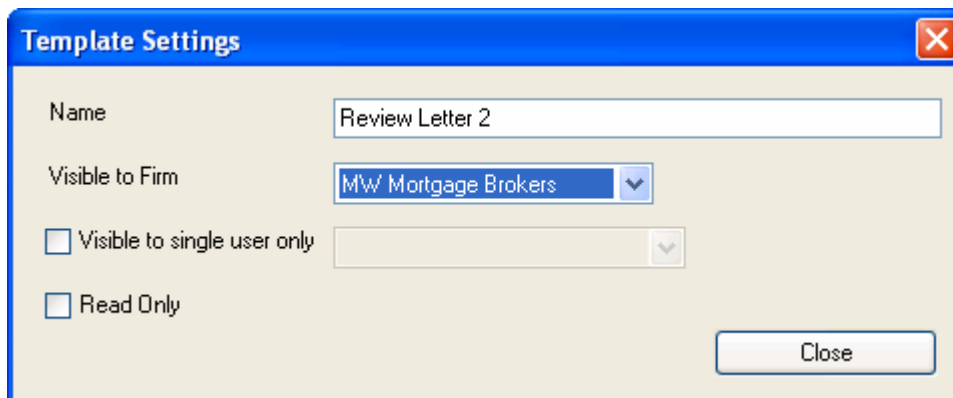 Template Settings
Name
Review Letter 2
Visible to Firm
MW Mortgage Brokers
Visible to single user only
Read Only
Close